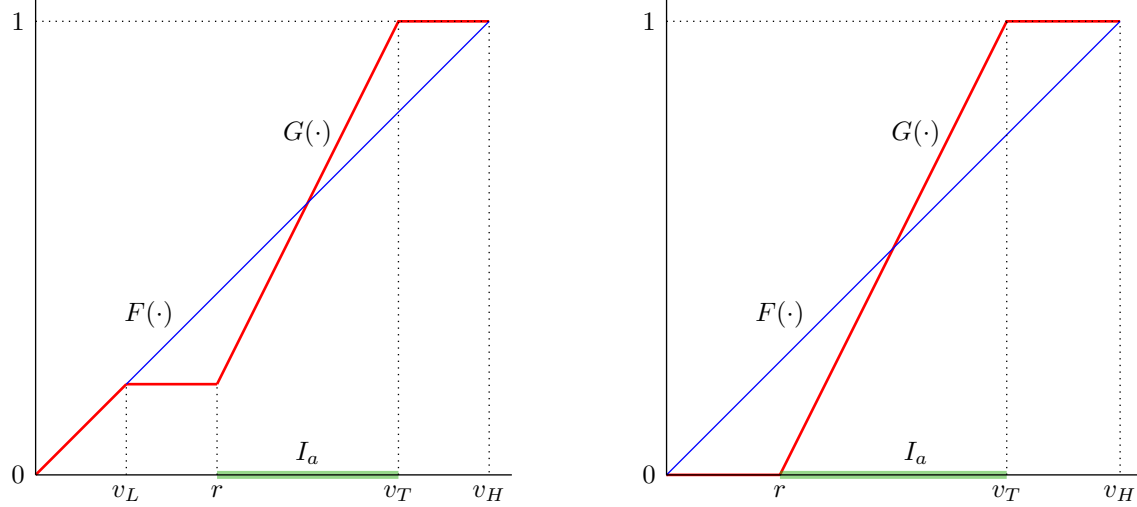 1
G(·)
F(·)
I_a
0
v_L
r
v_T
v_H
1
G(·)
F(·)
I_a
0
r
v_T
v_H